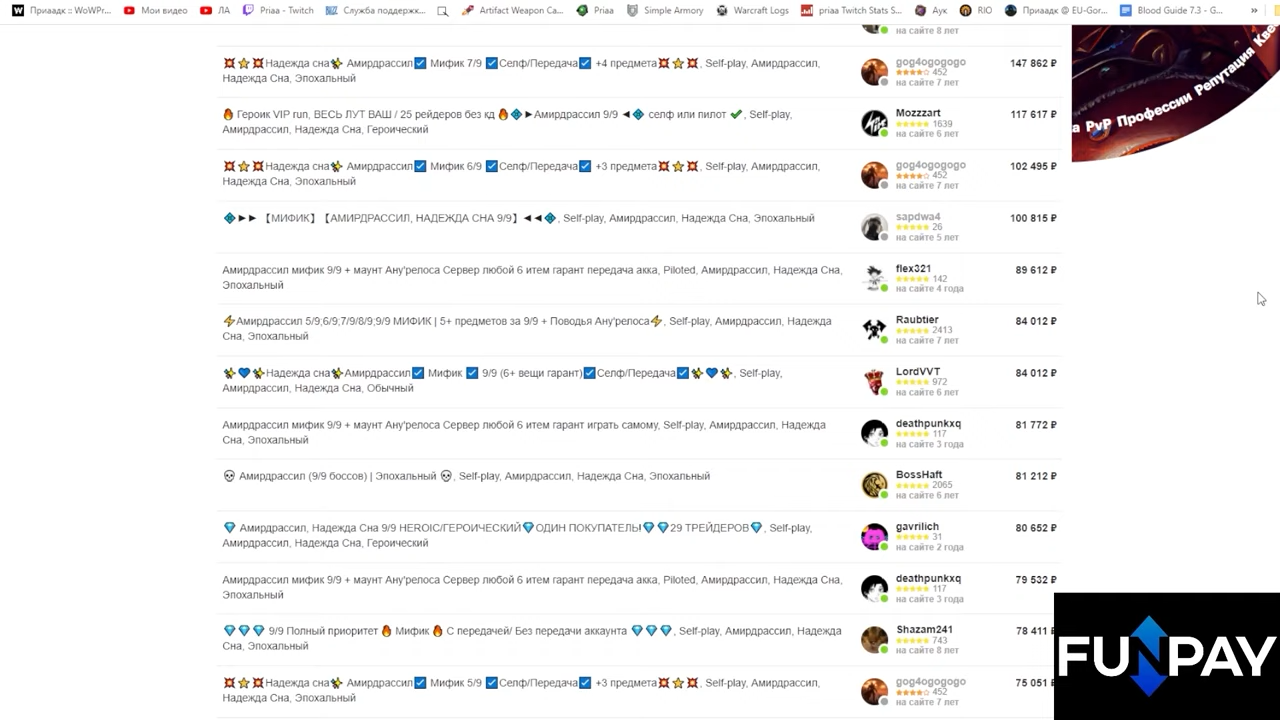 Приаадк :: WoWPr...
Мои видео
ЛА
Priaa - Twitch
Служба поддержк...
Artifact Weapon Ca...
Priaa
Simple Armory
Warcraft Logs
priaa Twitch Stats S...
Аук
RIO
Приаадк @ EU-Gor...
Blood Guide 7.3 - G...
»
на сайте 8 лет
Надежда сна Амирдрассил Мифик 7/9 Селф/Передача +4 предмета, Self-play, Амирдрассил,
Надежда Сна, Эпохальный
gog4ogogogo
452
на сайте 7 лет
147 862 ₽
Героик VIP run, ВЕСЬ ЛУТ ВАШ / 25 рейдеров без кд ►Амирдрассил 9/9 ◄ селф или пилот ✔, Self-play,
Амирдрассил, Надежда Сна, Героический
Mozzzart
1639
на сайте 6 лет
117 617 ₽
а PvP Профессии Репутация Кве
Надежда сна Амирдрассил Мифик 6/9 Селф/Передача +3 предмета, Self-play, Амирдрассил,
Надежда Сна, Эпохальный
gog4ogogogo
452
на сайте 7 лет
102 495 ₽
►► 【МИФИК】【АМИРДРАССИЛ, НАДЕЖДА СНА 9/9】◄◄, Self-play, Амирдрассил, Надежда Сна, Эпохальный
sapdwa4
26
на сайте 5 лет
100 815 ₽
Амирдрассил мифик 9/9 + маунт Ану'релоса Сервер любой 6 итем гарант передача акка, Piloted, Амирдрассил, Надежда Сна,
Эпохальный
flex321
142
на сайте 4 года
89 612 ₽
Амирдрассил 5/9;6/9;7/9/8/9;9/9 МИФИК | 5+ предметов за 9/9 + Поводья Ану'релоса, Self-play, Амирдрассил, Надежда
Сна, Эпохальный
Raubtier
2413
на сайте 7 лет
84 012 ₽
Надежда сна Амирдрассил Мифик 9/9 (6+ вещи гарант) Селф/Передача, Self-play,
Амирдрассил, Надежда Сна, Обычный
LordVVT
972
на сайте 6 лет
84 012 ₽
Амирдрассил мифик 9/9 + маунт Ану'релоса Сервер любой 6 итем гарант играть самому, Self-play, Амирдрассил, Надежда
Сна, Эпохальный
deathpunkxq
117
на сайте 3 года
81 772 ₽
Амирдрассил (9/9 боссов) | Эпохальный, Self-play, Амирдрассил, Надежда Сна, Эпохальный
BossHaft
2065
на сайте 6 лет
81 212 ₽
Амирдрассил, Надежда Сна 9/9 HEROIC/ГЕРОИЧЕСКИЙ ОДИН ПОКУПАТЕЛЬ! 29 ТРЕЙДЕРОВ, Self-play,
Амирдрассил, Надежда Сна, Героический
gavrilich
31
на сайте 2 года
80 652 ₽
Амирдрассил мифик 9/9 + маунт Ану'релоса Сервер любой 6 итем гарант передача акка, Piloted, Амирдрассил, Надежда Сна,
Эпохальный
deathpunkxq
117
на сайте 3 года
79 532 ₽
9/9 Полный приоритет Мифик С передачей/ Без передачи аккаунта, Self-play, Амирдрассил, Надежда
Сна, Эпохальный
Shazam241
743
на сайте 8 лет
78 411 ₽
Надежда сна Амирдрассил Мифик 5/9 Селф/Передача +3 предмета, Self-play, Амирдрассил,
Надежда Сна, Эпохальный
gog4ogogogo
452
на сайте 7 лет
75 051 ₽
FUNPAY